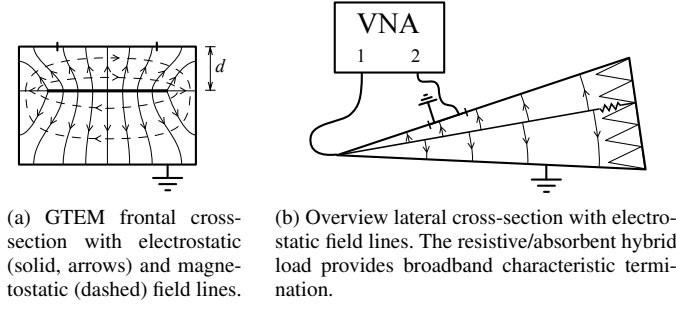 VNA
1 2
d
(a) GTEM frontal cross-
section with electrostatic
(solid, arrows) and magne-
tostatic (dashed) field lines.
(b) Overview lateral cross-section with electro-
static field lines. The resistive/absorbent hybrid
load provides broadband characteristic termi-
nation.